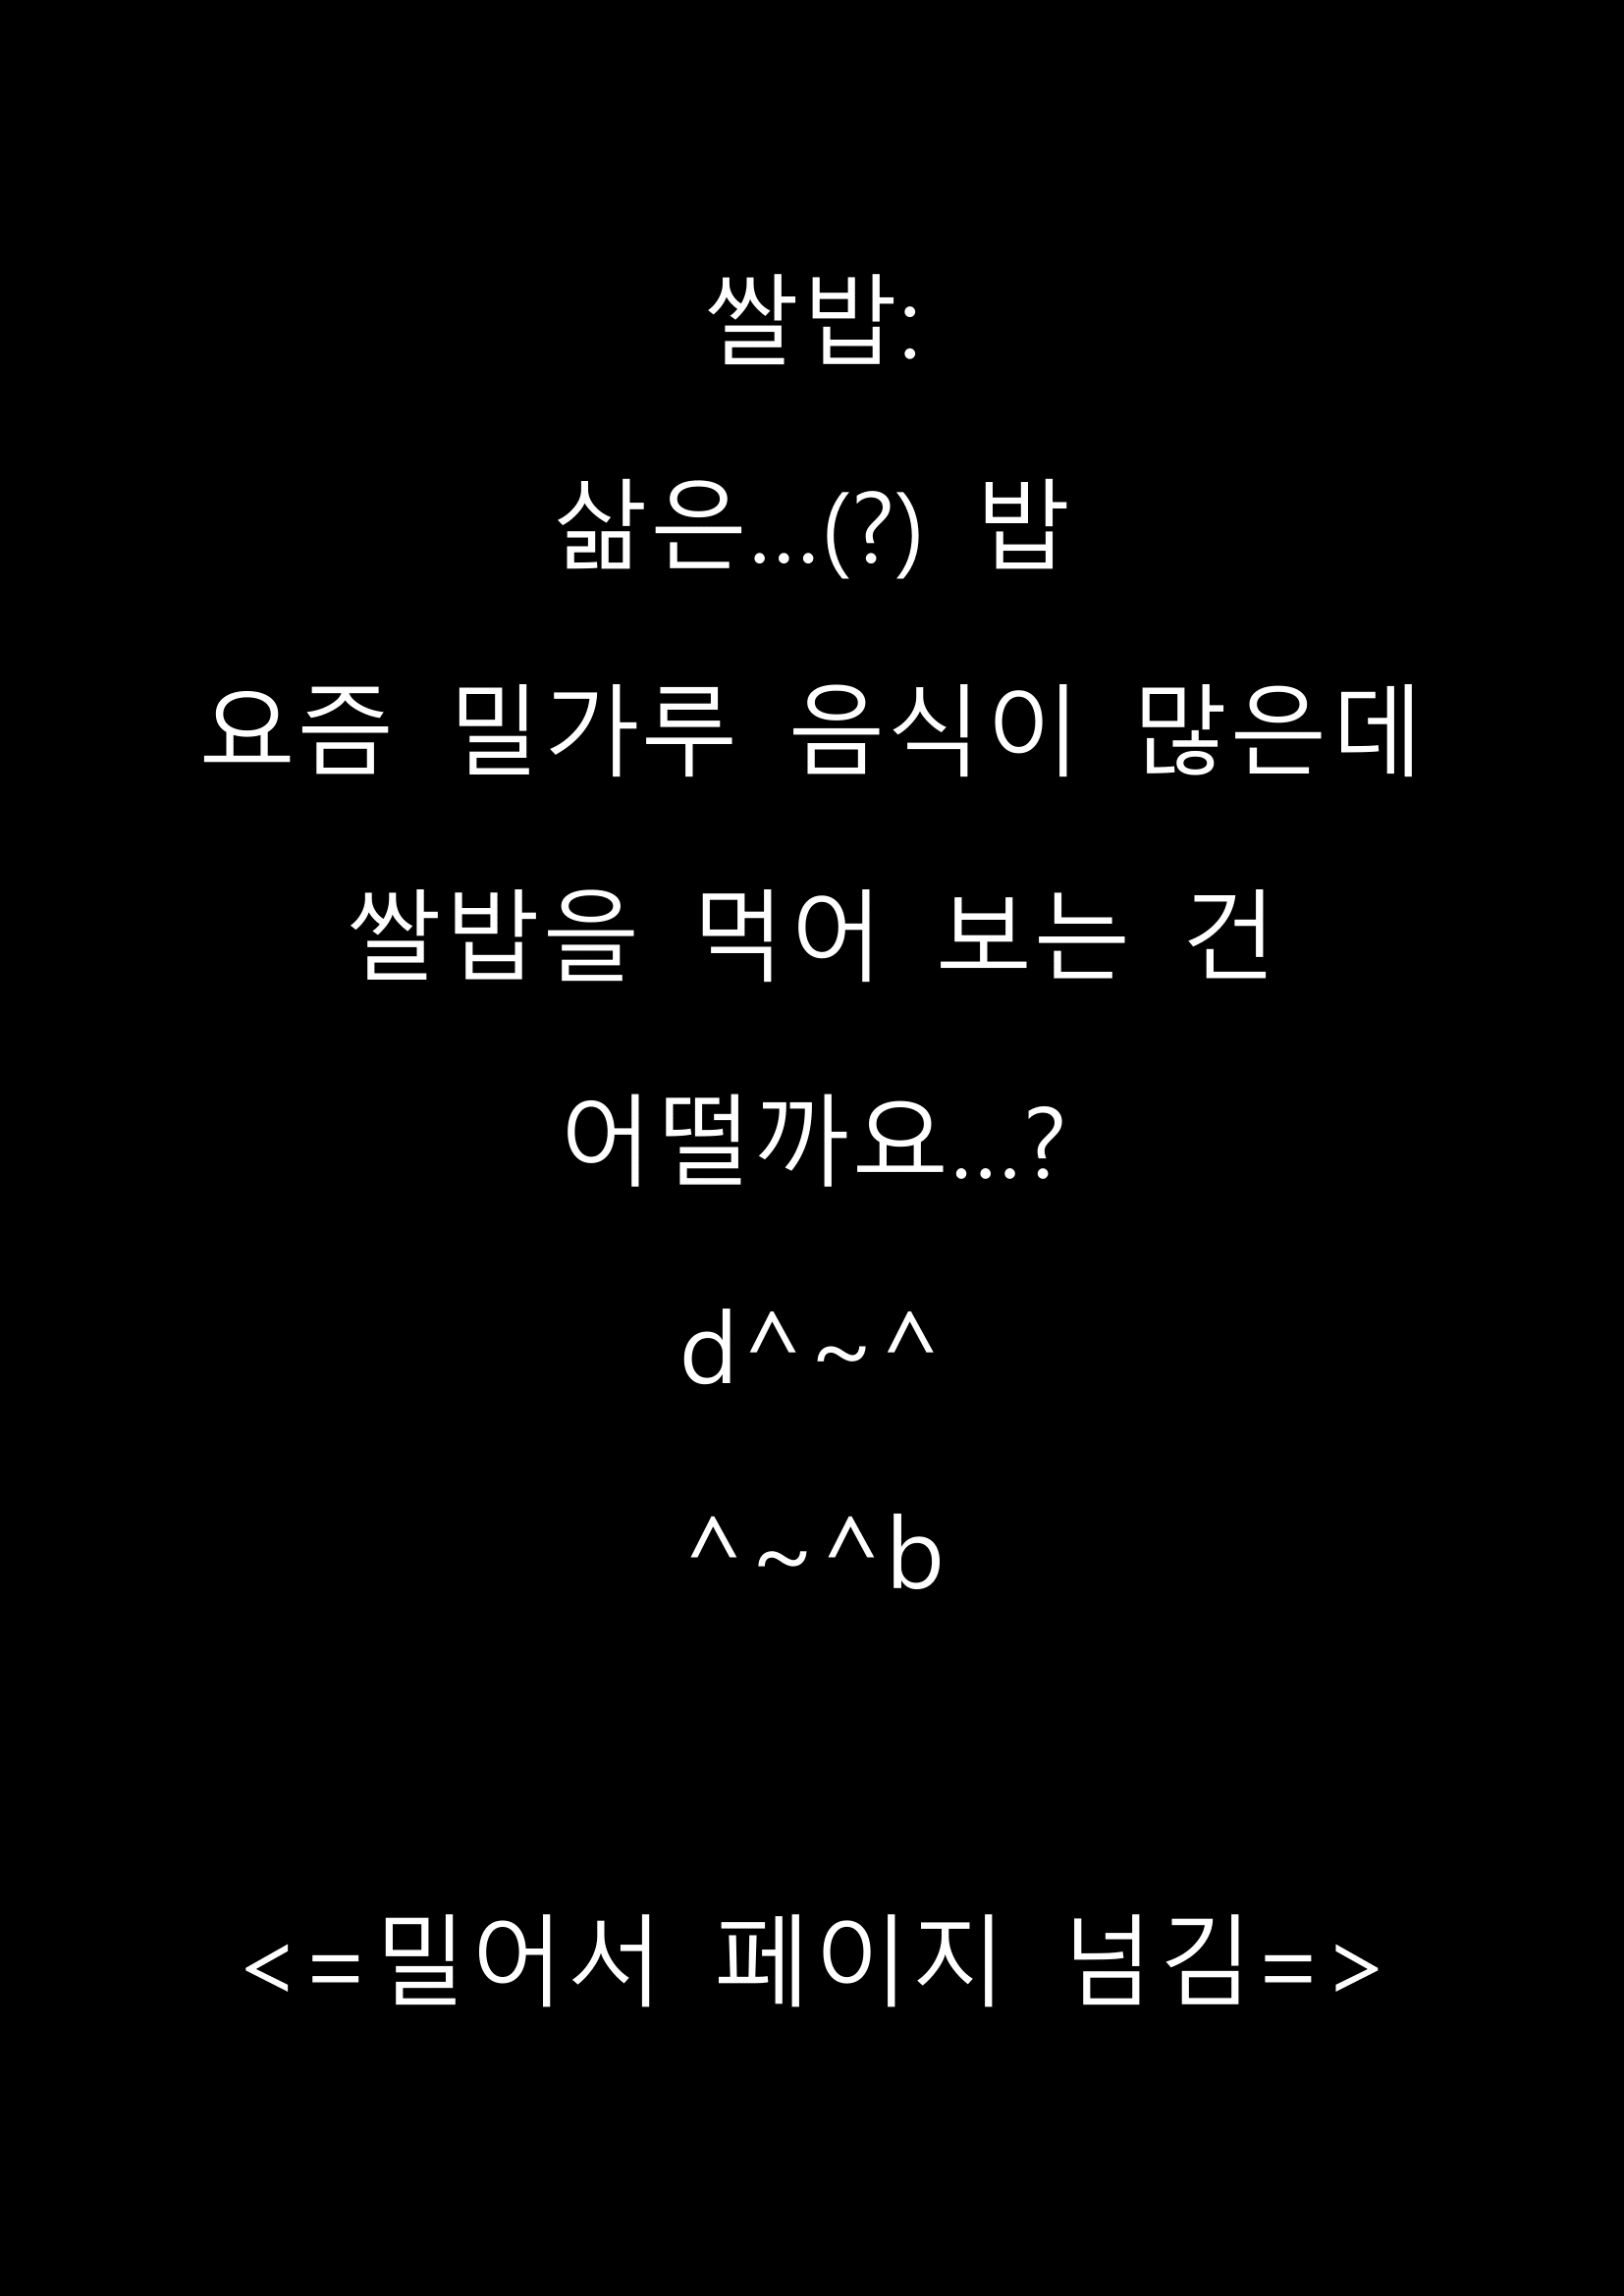 쌀밥:
삶은...(?) 밥
요즘 밀가루 음식이 많은데
쌀밥을 먹어 보는 건
어떨까요...?
d^~^
^~^b
<=밀어서 페이지 넘김=>